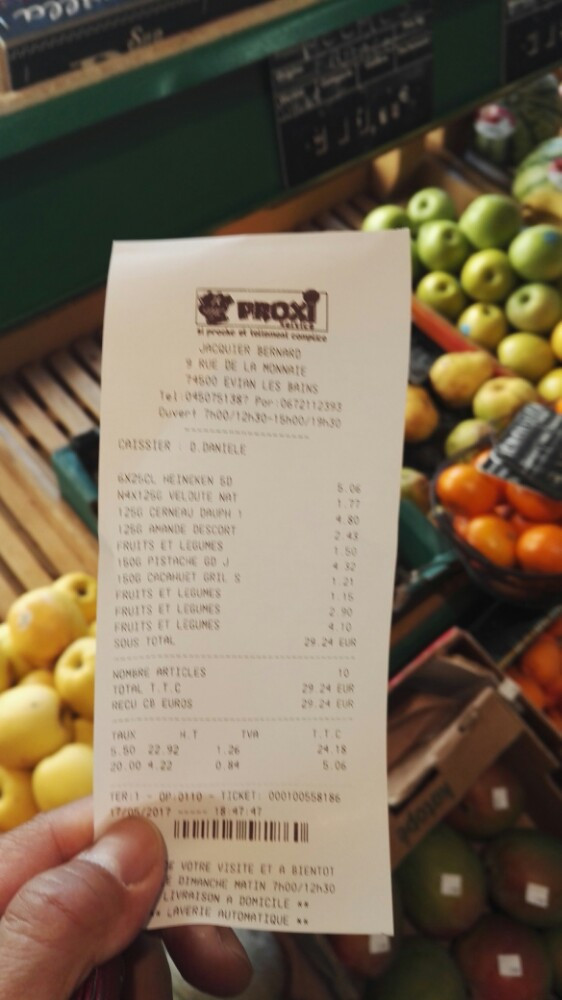 PROXI
service
si proche et tellement complice
JACQUIER BERNARD
9 RUE DE LA MONNAIE
74500 EVIAN LES BAINS
Tel:0450751387 Por:0672112393
Ouvert 7h00/12h30-15h00/19h30
CAISSIER : D.DANIELE
6X25CL HEINEKEN 5D 5.06
N4X125G VELOUTE NAT 1.77
125G CERNEAU DAUPH 1 4.80
125G AMANDE DESCORT 2.43
FRUITS ET LEGUMES 1.50
150G PISTACHE GD J 4.32
150G CACAHUET GRIL S 1.21
FRUITS ET LEGUMES 1.15
FRUITS ET LEGUMES 2.90
FRUITS ET LEGUMES 4.10
SOUS TOTAL 29.24 EUR
NOMBRE ARTICLES 10
TOTAL T.T.C 29.24 EUR
RECU CB EUROS 29.24 EUR
TAUX H.T TVA T.T.C
5.50 22.92 1.26 24.18
20.00 4.22 0.84 5.06
TER:1 - OP:0110 - TICKET: 000100558186
17/05/2017 ----- 18:47:47
VOTRE VISITE ET A BIENTOT
DIMANCHE MATIN 7h00/12h30
LIVRAISON A DOMICILE **
** LAVERIE AUTOMATIQUE **